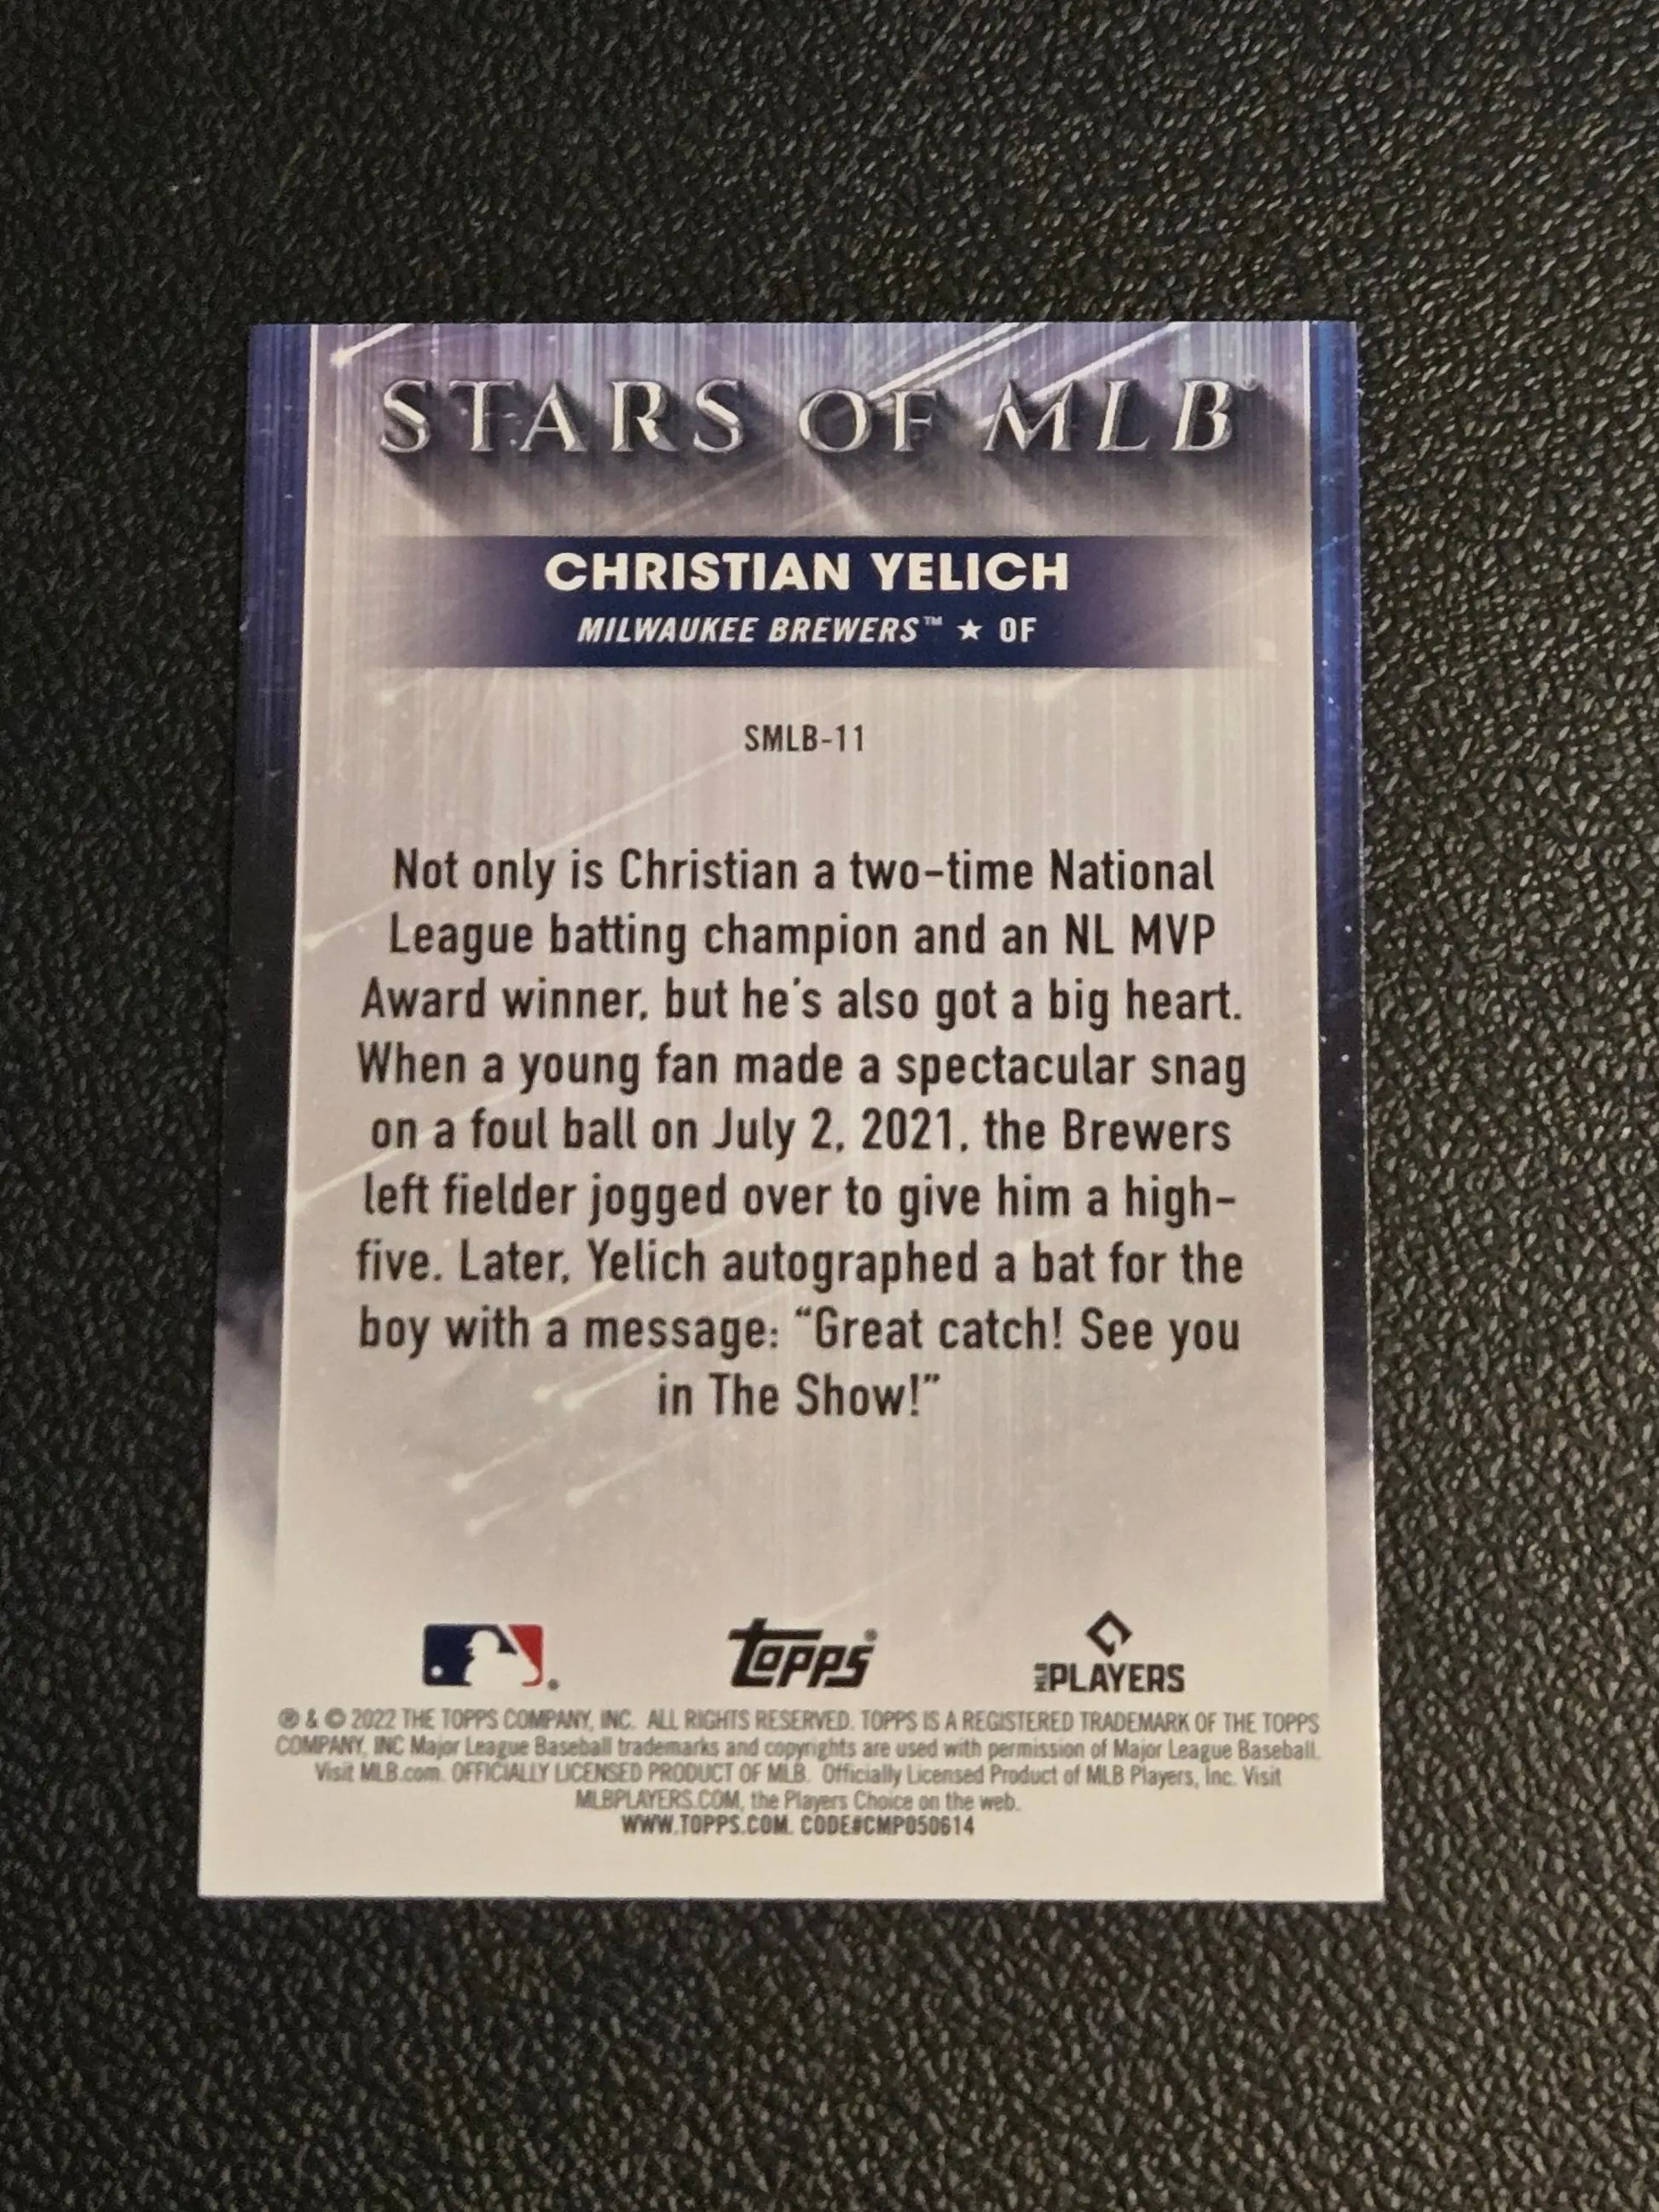 STARS OF MLB®
CHRISTIAN YELICH
MILWAUKEE BREWERS™ ★ OF
SMLB-11
Not only is Christian a two-time National
League batting champion and an NL MVP
Award winner, but he's also got a big heart.
When a young fan made a spectacular snag
on a foul ball on July 2, 2021, the Brewers
left fielder jogged over to give him a high-
five. Later, Yelich autographed a bat for the
boy with a message: “Great catch! See you
in The Show!”
topps®
MLB PLAYERS
® & © 2022 THE TOPPS COMPANY, INC. ALL RIGHTS RESERVED. TOPPS IS A REGISTERED TRADEMARK OF THE TOPPS
COMPANY, INC Major League Baseball trademarks and copyrights are used with permission of Major League Baseball.
Visit MLB.com. OFFICIALLY LICENSED PRODUCT OF MLB. Officially Licensed Product of MLB Players, Inc. Visit
MLBPLAYERS.COM, the Players Choice on the web.
WWW.TOPPS.COM. CODE#CMP050614